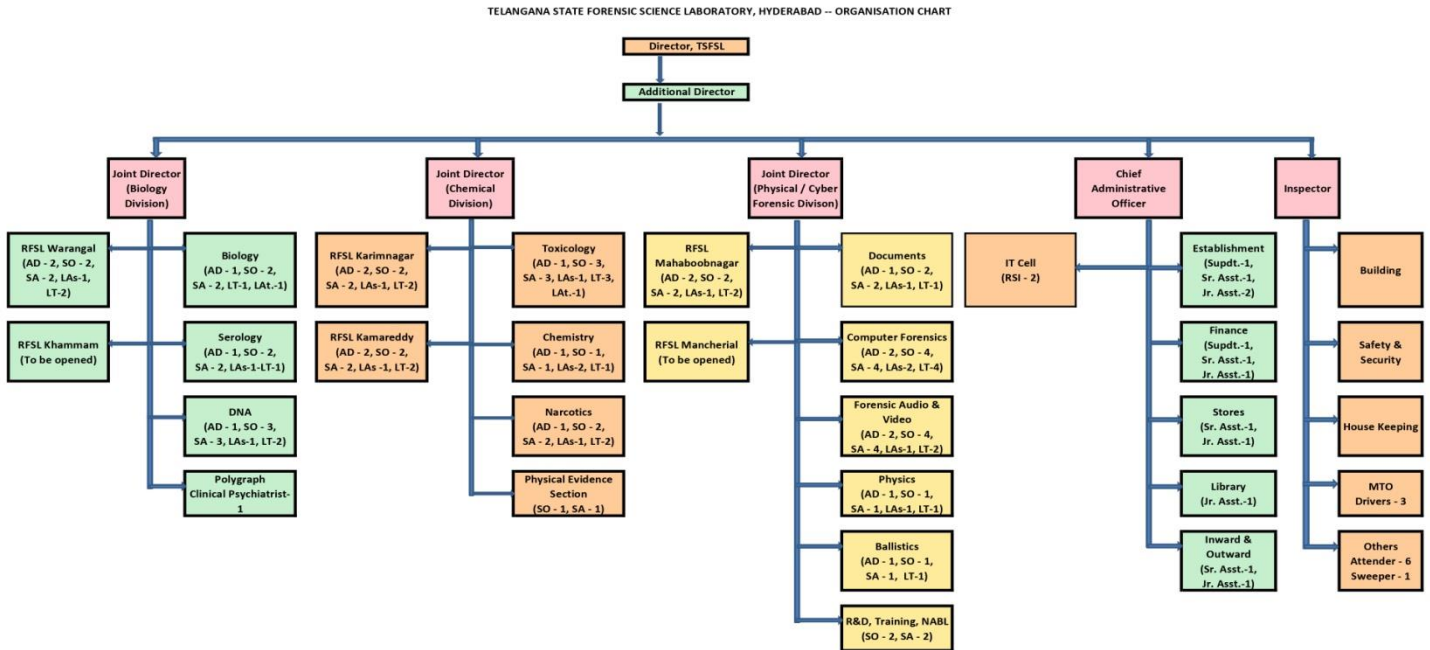 TELANGANA STATE FORENSIC SCIENCE LABORATORY, HYDERABAD -- ORGANISATION CHART
Director, TSFSL
Additional Director
Joint Director
(Biology
Division)
Joint Director
(Chemical
Division)
Joint Director
(Physical / Cyber
Forensic Divison)
Chief
Administrative
Officer
Inspector
RFSL Warangal
(AD - 2, SO - 2,
SA - 2, LAs-1,
LT-2)
Biology
(AD - 1, SO - 2,
SA - 2, LT-1, LAt.-1)
RFSL Karimnagar
(AD - 2, SO - 2,
SA - 2, LAs-1, LT-2)
Toxicology
(AD - 1, SO - 3,
SA - 3, LAs-1, LT-3,
LAt.-1)
RFSL
Mahaboobnagar
(AD - 2, SO - 2,
SA - 2, LAs-1, LT-2)
Documents
(AD - 1, SO - 2,
SA - 2, LAs-1, LT-1)
IT Cell
(RSI - 2)
Establishment
(Supdt.-1,
Sr. Asst.-1,
Jr. Asst.-2)
Building
RFSL Khammam
(To be opened)
Serology
(AD - 1, SO - 2,
SA - 2, LAs-1-LT-1)
RFSL Kamareddy
(AD - 2, SO - 2,
SA - 2, LAs -1, LT-2)
Chemistry
(AD - 1, SO - 1,
SA - 1, LAs-2, LT-1)
RFSL Mancherial
(To be opened)
Computer Forensics
(AD - 2, SO - 4,
SA - 4, LAs-2, LT-4)
Finance
(Supdt.-1,
Sr. Asst.-1,
Jr. Asst.-1)
Safety &
Security
DNA
(AD - 1, SO - 3,
SA - 3, LAs-1, LT-2)
Narcotics
(AD - 1, SO - 2,
SA - 2, LAs-1, LT-2)
Forensic Audio &
Video
(AD - 2, SO - 4,
SA - 4, LAs-1, LT-2)
Stores
(Sr. Asst.-1,
Jr. Asst.-1)
House Keeping
Polygraph
Clinical Psychiatrist-
1
Physical Evidence
Section
(SO - 1, SA - 1)
Physics
(AD - 1, SO - 1,
SA - 1, LAs-1, LT-1)
Library
(Jr. Asst.-1)
MTO
Drivers - 3
Ballistics
(AD - 1, SO - 1,
SA - 1, LT-1)
Inward &
Outward
(Sr. Asst.-1,
Jr. Asst.-1)
Others
Attender - 6
Sweeper - 1
R&D, Training, NABL
(SO - 2, SA - 2)